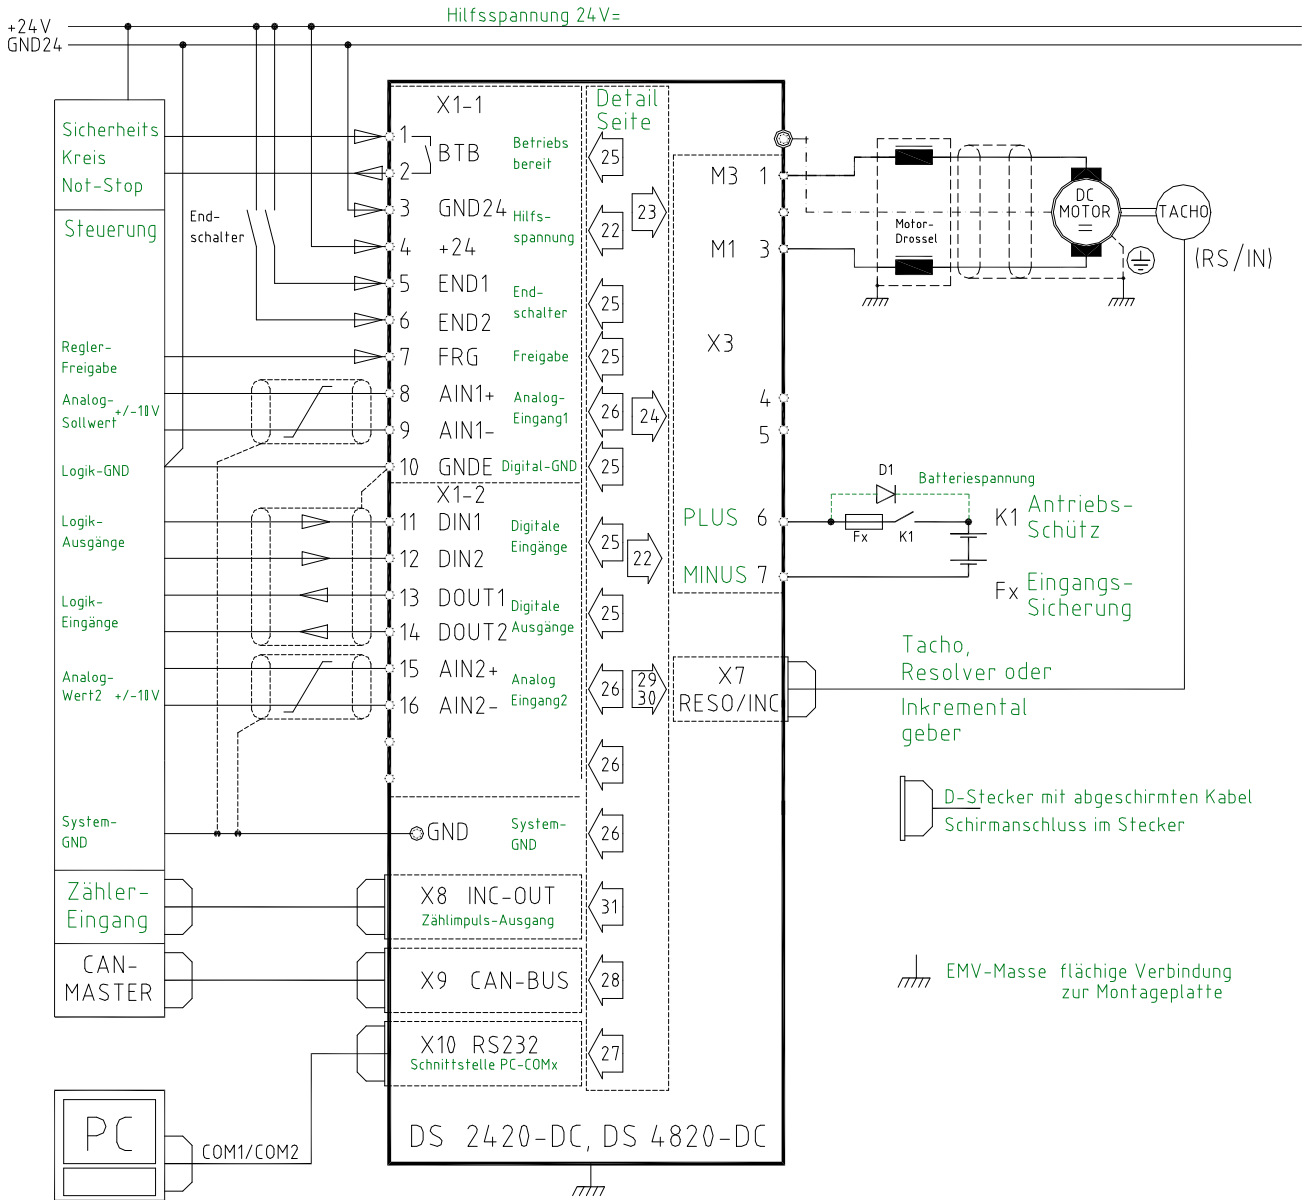 Hilfsspannung 24V=
+24V
GND24
Sicherheits
Kreis
Not-Stop
Steuerung
End-
schalter
Regler-
Freigabe
Analog-
Sollwert +/-10V
Logik-GND
Logik-
Ausgänge
Logik-
Eingänge
Analog-
Wert2 +/-10V
System-
GND
Zähler-
Eingang
CAN-
MASTER
PC
COM1/COM2
X1-1
1
BTB
2
Betriebs
bereit
3 GND24
4 +24
Hilfs-
spannung
5 END1
6 END2
End-
schalter
7 FRG Freigabe
8 AIN1+
9 AIN1-
Analog-
Eingang1
10 GNDE Digital-GND
X1-2
11 DIN1
12 DIN2
Digitale
Eingänge
13 DOUT1
14 DOUT2
Digitale
Ausgänge
15 AIN2+
16 AIN2-
Analog
Eingang2
GND
System-
GND
X8 INC-OUT
Zählimpuls-Ausgang
X9 CAN-BUS
X10 RS232
Schnittstelle PC-COMx
DS 2420-DC, DS 4820-DC
Detail
Seite
25
23
22
25
25
26
24
25
25
22
25
26
29
30
26
26
31
28
27
M3 1
M1 3
X3
4
5
PLUS 6
MINUS 7
X7
RESO/INC
Motor-
Drossel
DC
MOTOR
=
TACHO
(RS/IN)
D1
Batteriespannung
Fx
K1
K1 Antriebs-
Schütz
Fx Eingangs-
Sicherung
Tacho,
Resolver oder
Inkremental
geber
D-Stecker mit abgeschirmten Kabel
Schirmanschluss im Stecker
EMV-Masse flächige Verbindung
zur Montageplatte